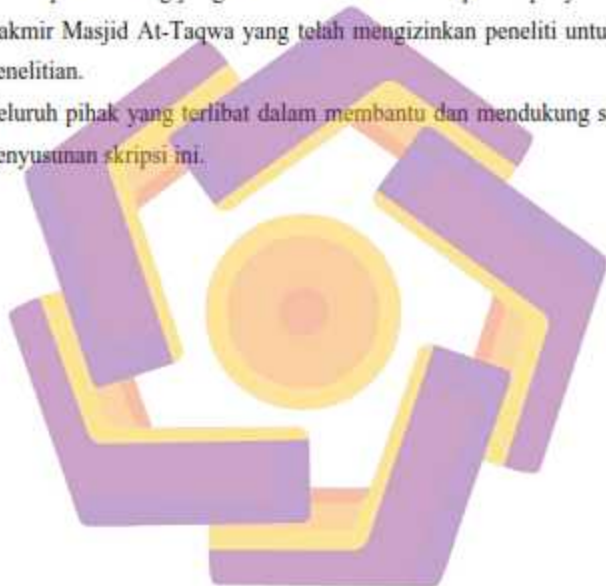 akmir Masjid At-Taqwa yang telah mengizinkan peneliti untu
enelitian.
eluruh pihak yang terlibat dalam membantu dan mendukung s
enyusunan skripsi ini.